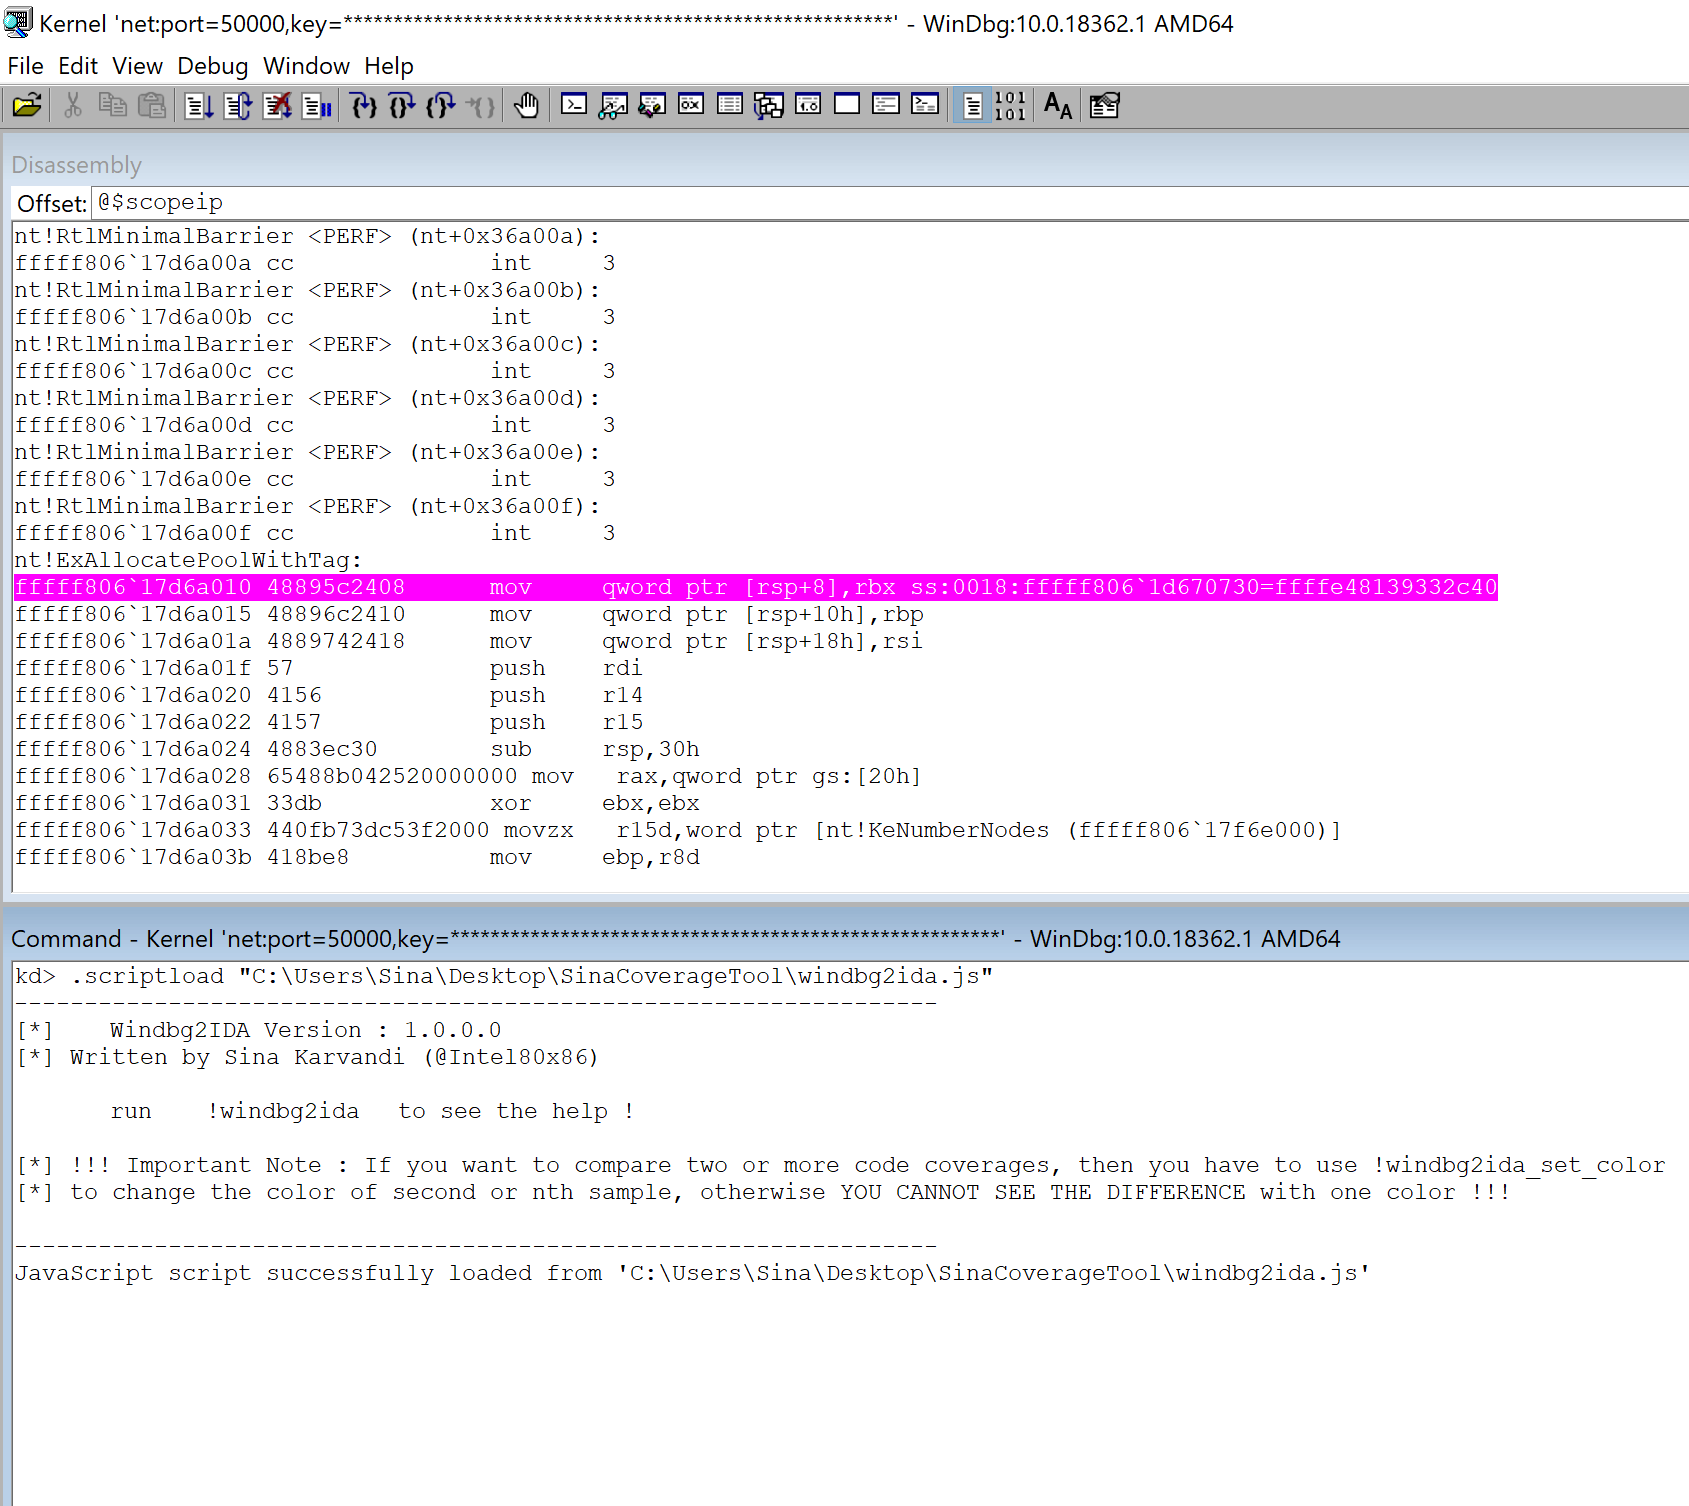 Kernel 'net:port=50000,key=*******************************************************' - WinDbg:10.0.18362.1 AMD64
File Edit View Debug Window Help
Disassembly
Offset: @$scopeip
nt!RtlMinimalBarrier <PERF> (nt+0x36a00a):
fffff806`17d6a00a cc int 3
nt!RtlMinimalBarrier <PERF> (nt+0x36a00b):
fffff806`17d6a00b cc int 3
nt!RtlMinimalBarrier <PERF> (nt+0x36a00c):
fffff806`17d6a00c cc int 3
nt!RtlMinimalBarrier <PERF> (nt+0x36a00d):
fffff806`17d6a00d cc int 3
nt!RtlMinimalBarrier <PERF> (nt+0x36a00e):
fffff806`17d6a00e cc int 3
nt!RtlMinimalBarrier <PERF> (nt+0x36a00f):
fffff806`17d6a00f cc int 3
nt!ExAllocatePoolWithTag:
fffff806`17d6a010 48895c2408 mov qword ptr [rsp+8],rbx ss:0018:fffff806`1d670730=ffffe48139332c40
fffff806`17d6a015 48896c2410 mov qword ptr [rsp+10h],rbp
fffff806`17d6a01a 4889742418 mov qword ptr [rsp+18h],rsi
fffff806`17d6a01f 57 push rdi
fffff806`17d6a020 4156 push r14
fffff806`17d6a022 4157 push r15
fffff806`17d6a024 4883ec30 sub rsp,30h
fffff806`17d6a028 65488b042520000000 mov rax,qword ptr gs:[20h]
fffff806`17d6a031 33db xor ebx,ebx
fffff806`17d6a033 440fb73dc53f2000 movzx r15d,word ptr [nt!KeNumberNodes (fffff806`17f6e000)]
fffff806`17d6a03b 418be8 mov ebp,r8d
Command - Kernel 'net:port=50000,key=*******************************************************' - WinDbg:10.0.18362.1 AMD64
kd> .scriptload "C:\Users\Sina\Desktop\SinaCoverageTool\windbg2ida.js"
------------------------------------------------------------------
[*] Windbg2IDA Version : 1.0.0.0
[*] Written by Sina Karvandi (@Intel80x86)
run !windbg2ida to see the help !
[*] !!! Important Note : If you want to compare two or more code coverages, then you have to use !windbg2ida_set_color
[*] to change the color of second or nth sample, otherwise YOU CANNOT SEE THE DIFFERENCE with one color !!!
------------------------------------------------------------------
JavaScript script successfully loaded from 'C:\Users\Sina\Desktop\SinaCoverageTool\windbg2ida.js'